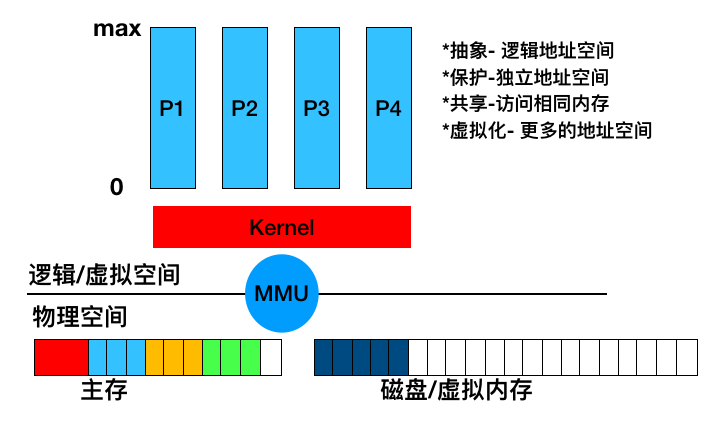 max
P1 P2 P3 P4
0
*抽象- 逻辑地址空间
*保护-独立地址空间
*共享-访问相同内存
*虚拟化- 更多的地址空间
Kernel
逻辑/虚拟空间
MMU
物理空间
主存
磁盘/虚拟内存